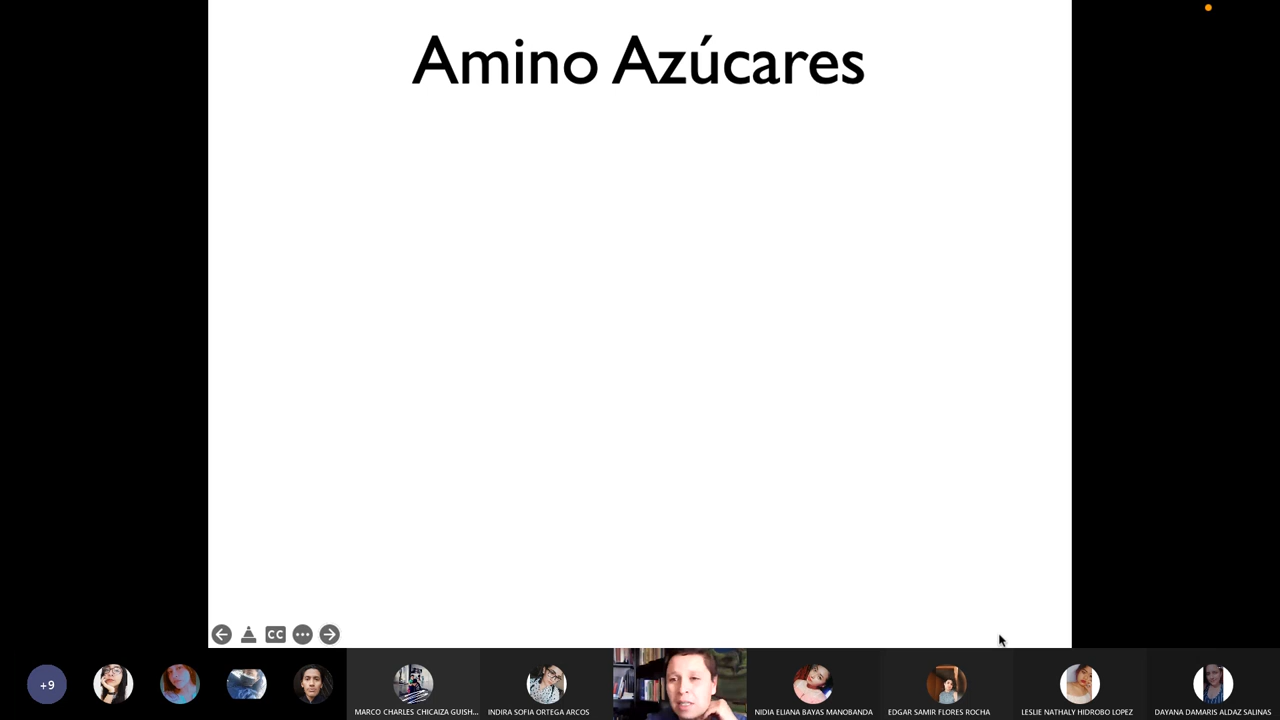 Amino Azúcares
CC
+9
MARCO CHARLES CHICAIZA GUISH...
INDIRA SOFIA ORTEGA ARCOS
NIDIA ELIANA BAYAS MANOBANDA
EDGAR SAMIR FLORES ROCHA
LESLIE NATHALY HIDROBO LOPEZ
DAYANA DAMARIS ALDAZ SALINAS